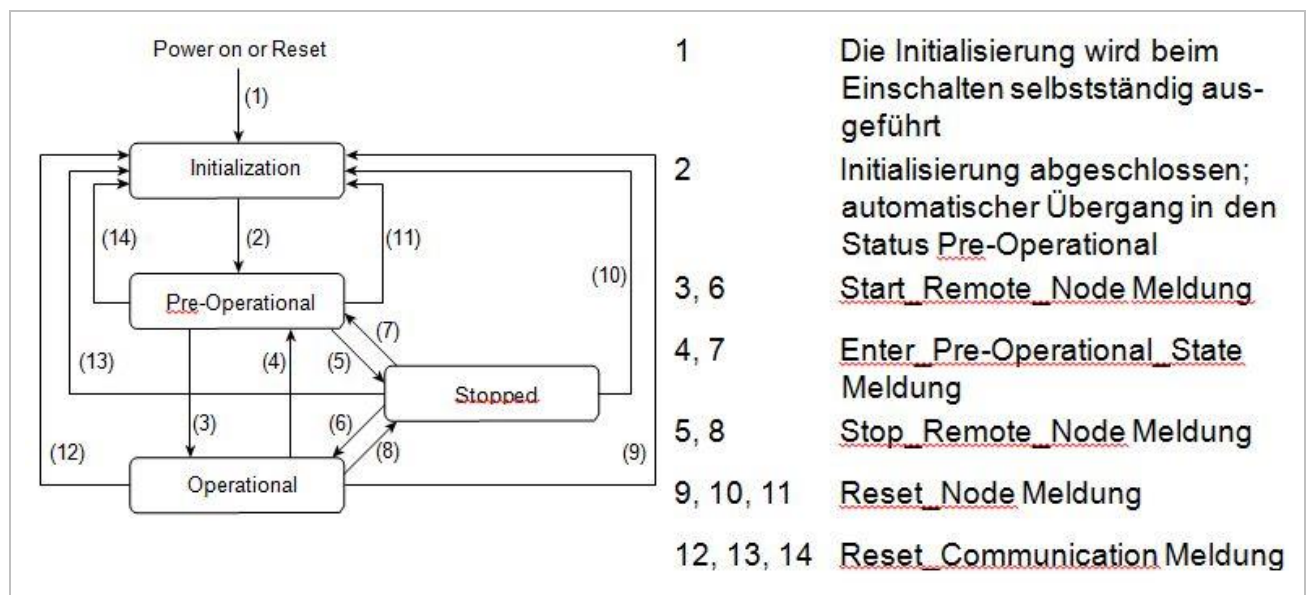 Power on or Reset
(1)
Initialization
(14)
(2)
(11)
(10)
Pre-Operational
(7)
(13)
(4)
(5)
Stopped
(3)
(6)
(12)
(8)
(9)
Operational
1 Die Initialisierung wird beim
Einschalten selbstständig aus-
geführt
2 Initialisierung abgeschlossen;
automatischer Übergang in den
Status Pre-Operational
3, 6 Start_Remote_Node Meldung
4, 7 Enter_Pre-Operational_State
Meldung
5, 8 Stop_Remote_Node Meldung
9, 10, 11 Reset_Node Meldung
12, 13, 14 Reset_Communication Meldung